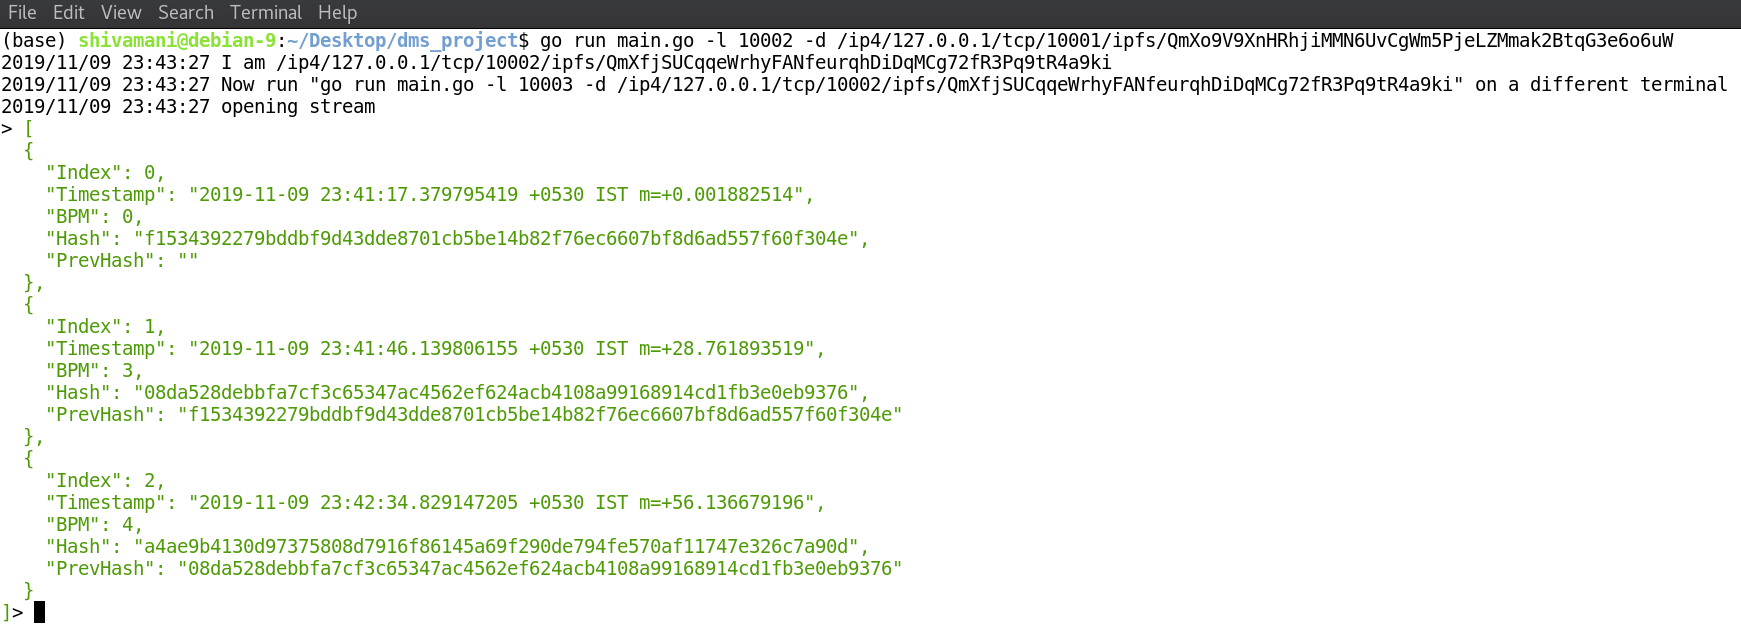 File Edit View Search Terminal Help
(base) shivamani@debian-9:~/Desktop/dms_project$ go run main.go -l 10002 -d /ip4/127.0.0.1/tcp/10001/ipfs/QmXo9V9XnHRhjiMMN6UvCgWm5PjeLZMmak2BtqG3e6o6uW
2019/11/09 23:43:27 I am /ip4/127.0.0.1/tcp/10002/ipfs/QmXfjSUCqqeWrhyFANfeurqhDiDqMCg72fR3Pq9tR4a9ki
2019/11/09 23:43:27 Now run "go run main.go -l 10003 -d /ip4/127.0.0.1/tcp/10002/ipfs/QmXfjSUCqqeWrhyFANfeurqhDiDqMCg72fR3Pq9tR4a9ki" on a different terminal
2019/11/09 23:43:27 opening stream
> [
  {
    "Index": 0,
    "Timestamp": "2019-11-09 23:41:17.379795419 +0530 IST m=+0.001882514",
    "BPM": 0,
    "Hash": "f1534392279bddbf9d43dde8701cb5be14b82f76ec6607bf8d6ad557f60f304e",
    "PrevHash": ""
  },
  {
    "Index": 1,
    "Timestamp": "2019-11-09 23:41:46.139806155 +0530 IST m=+28.761893519",
    "BPM": 3,
    "Hash": "08da528debbfa7cf3c65347ac4562ef624acb4108a99168914cd1fb3e0eb9376",
    "PrevHash": "f1534392279bddbf9d43dde8701cb5be14b82f76ec6607bf8d6ad557f60f304e"
  },
  {
    "Index": 2,
    "Timestamp": "2019-11-09 23:42:34.829147205 +0530 IST m=+56.136679196",
    "BPM": 4,
    "Hash": "a4ae9b4130d97375808d7916f86145a69f290de794fe570af11747e326c7a90d",
    "PrevHash": "08da528debbfa7cf3c65347ac4562ef624acb4108a99168914cd1fb3e0eb9376"
  }
]>